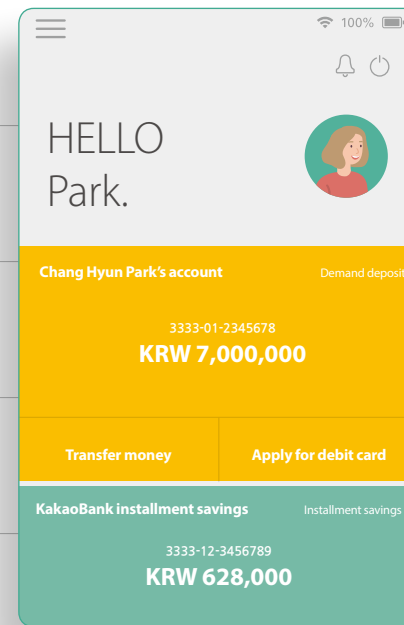 100%
HELLO
Park.
Chang Hyun Park's account Demand deposit
3333-01-2345678
KRW 7,000,000
Transfer money Apply for debit card
KakaoBank installment savings Installment savings
3333-12-3456789
KRW 628,000